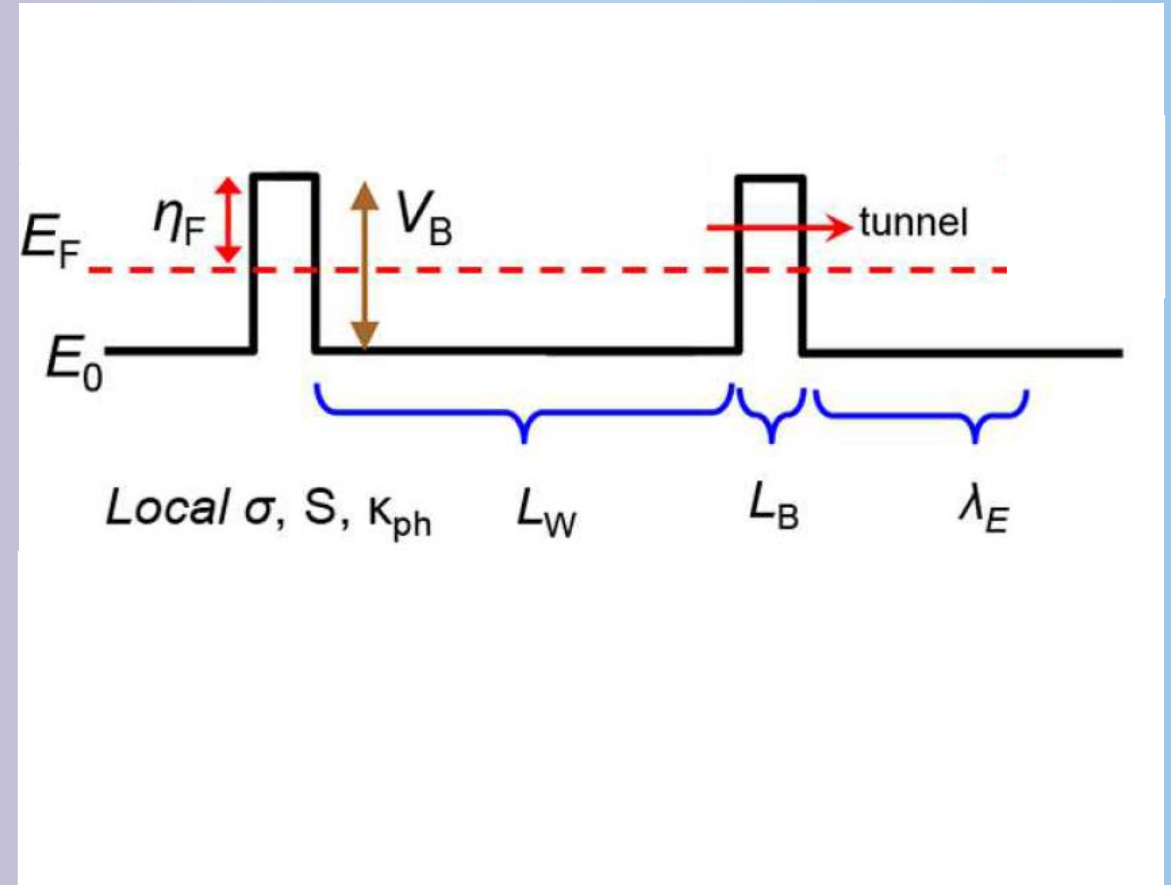 η_F
V_B
E_F
tunnel
E_0
Local σ, S, κ_ph
L_W
L_B
λ_E